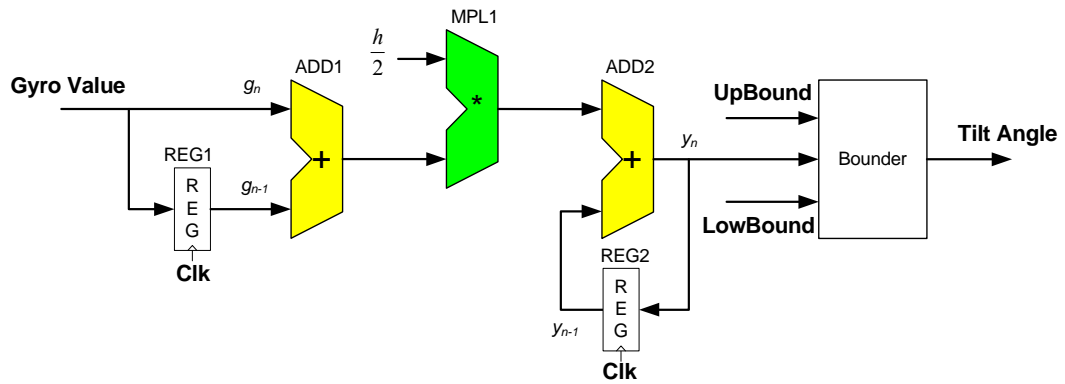 MPL1
h
2
ADD1
ADD2
Gyro Value
gn
*
UpBound
Tilt Angle
yn
REG1
+
+
Bounder
R
E
G
gn-1
LowBound
Clk
REG2
R
E
G
yn-1
Clk